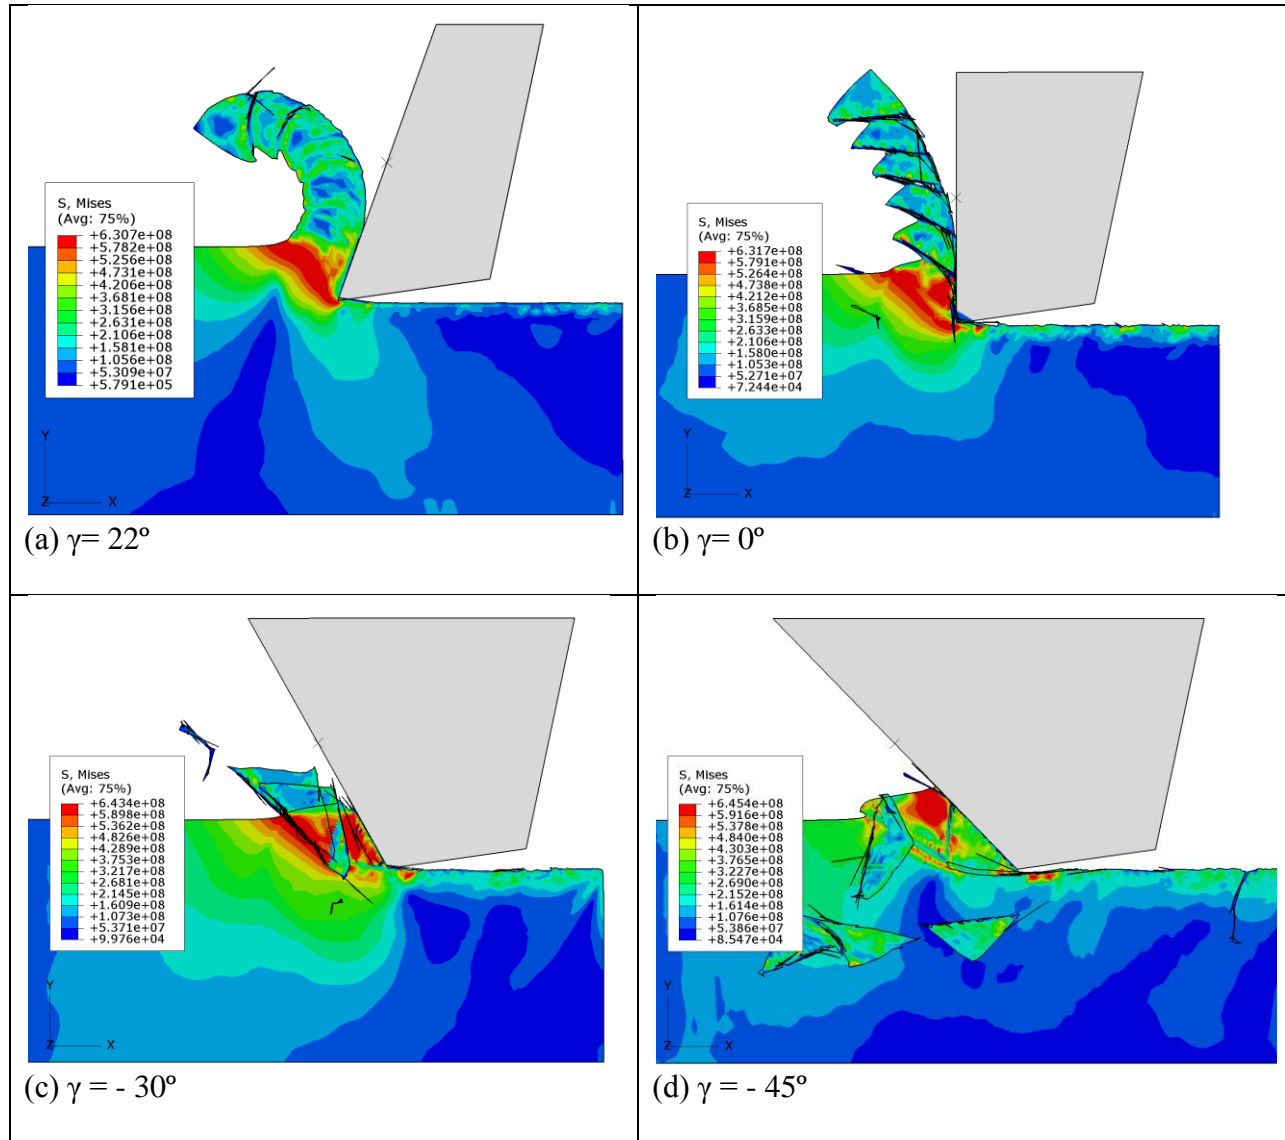 S, Mises
(Avg: 75%)
+6.307e+08
+5.782e+08
+5.256e+08
+4.731e+08
+4.206e+08
+3.681e+08
+3.156e+08
+2.631e+08
+2.106e+08
+1.581e+08
+1.056e+08
+5.309e+07
+5.791e+05
Y
Z X
(a) γ= 22º
S, Mises
(Avg: 75%)
+6.317e+08
+5.791e+08
+5.264e+08
+4.738e+08
+4.212e+08
+3.685e+08
+3.159e+08
+2.633e+08
+2.106e+08
+1.580e+08
+1.053e+08
+5.271e+07
+7.244e+04
Y
Z X
(b) γ= 0º
S, Mises
(Avg: 75%)
+6.434e+08
+5.898e+08
+5.362e+08
+4.826e+08
+4.289e+08
+3.753e+08
+3.217e+08
+2.681e+08
+2.145e+08
+1.609e+08
+1.073e+08
+5.371e+07
+9.976e+04
Y
Z X
(c) γ = - 30º
S, Mises
(Avg: 75%)
+6.454e+08
+5.916e+08
+5.378e+08
+4.840e+08
+4.303e+08
+3.765e+08
+3.227e+08
+2.690e+08
+2.152e+08
+1.614e+08
+1.076e+08
+5.386e+07
+8.547e+04
Y
Z X
(d) γ = - 45º